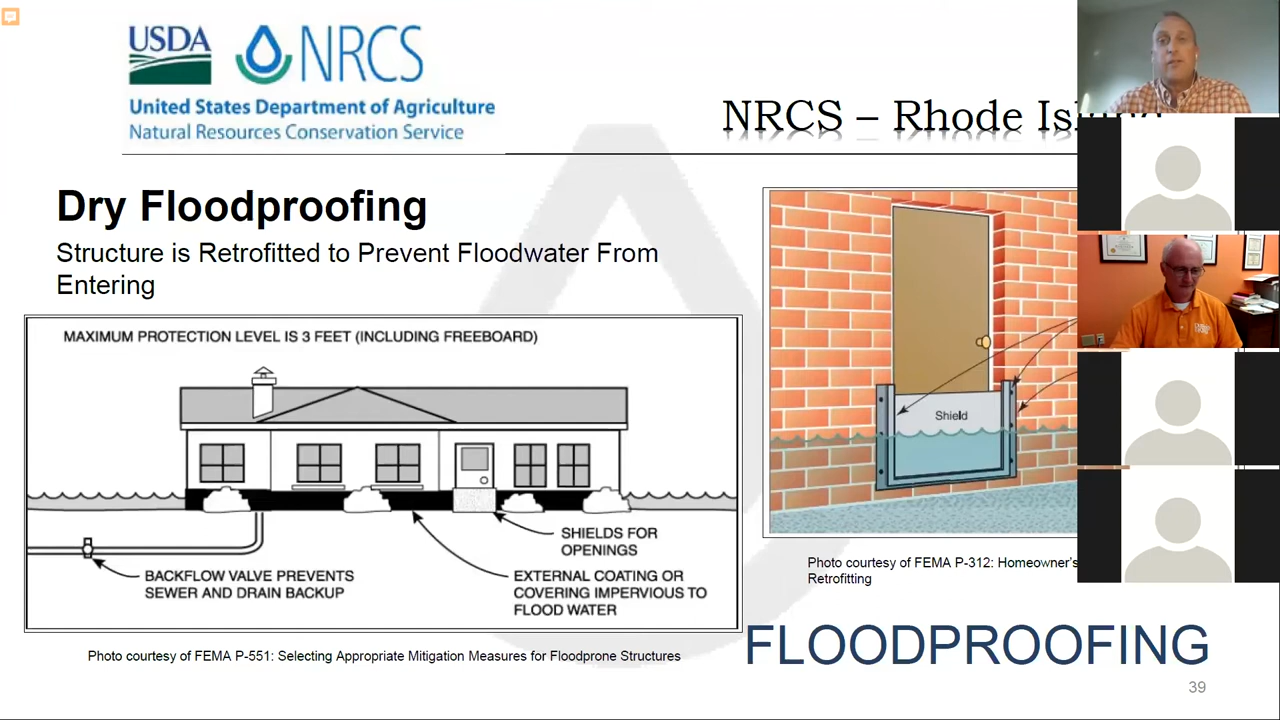 USDA NRCS
United States Department of Agriculture
Natural Resources Conservation Service
NRCS – Rhode
Dry Floodproofing
Structure is Retrofitted to Prevent Floodwater From
Entering
MAXIMUM PROTECTION LEVEL IS 3 FEET (INCLUDING FREEBOARD)
SHIELDS FOR
OPENINGS
BACKFLOW VALVE PREVENTS
SEWER AND DRAIN BACKUP
EXTERNAL COATING OR
COVERING IMPERVIOUS TO
FLOOD WATER
Photo courtesy of FEMA P-551: Selecting Appropriate Mitigation Measures for Floodprone Structures
Shield
Photo courtesy of FEMA P-312: Homeowner's
Retrofitting
FLOODPROOFING
39